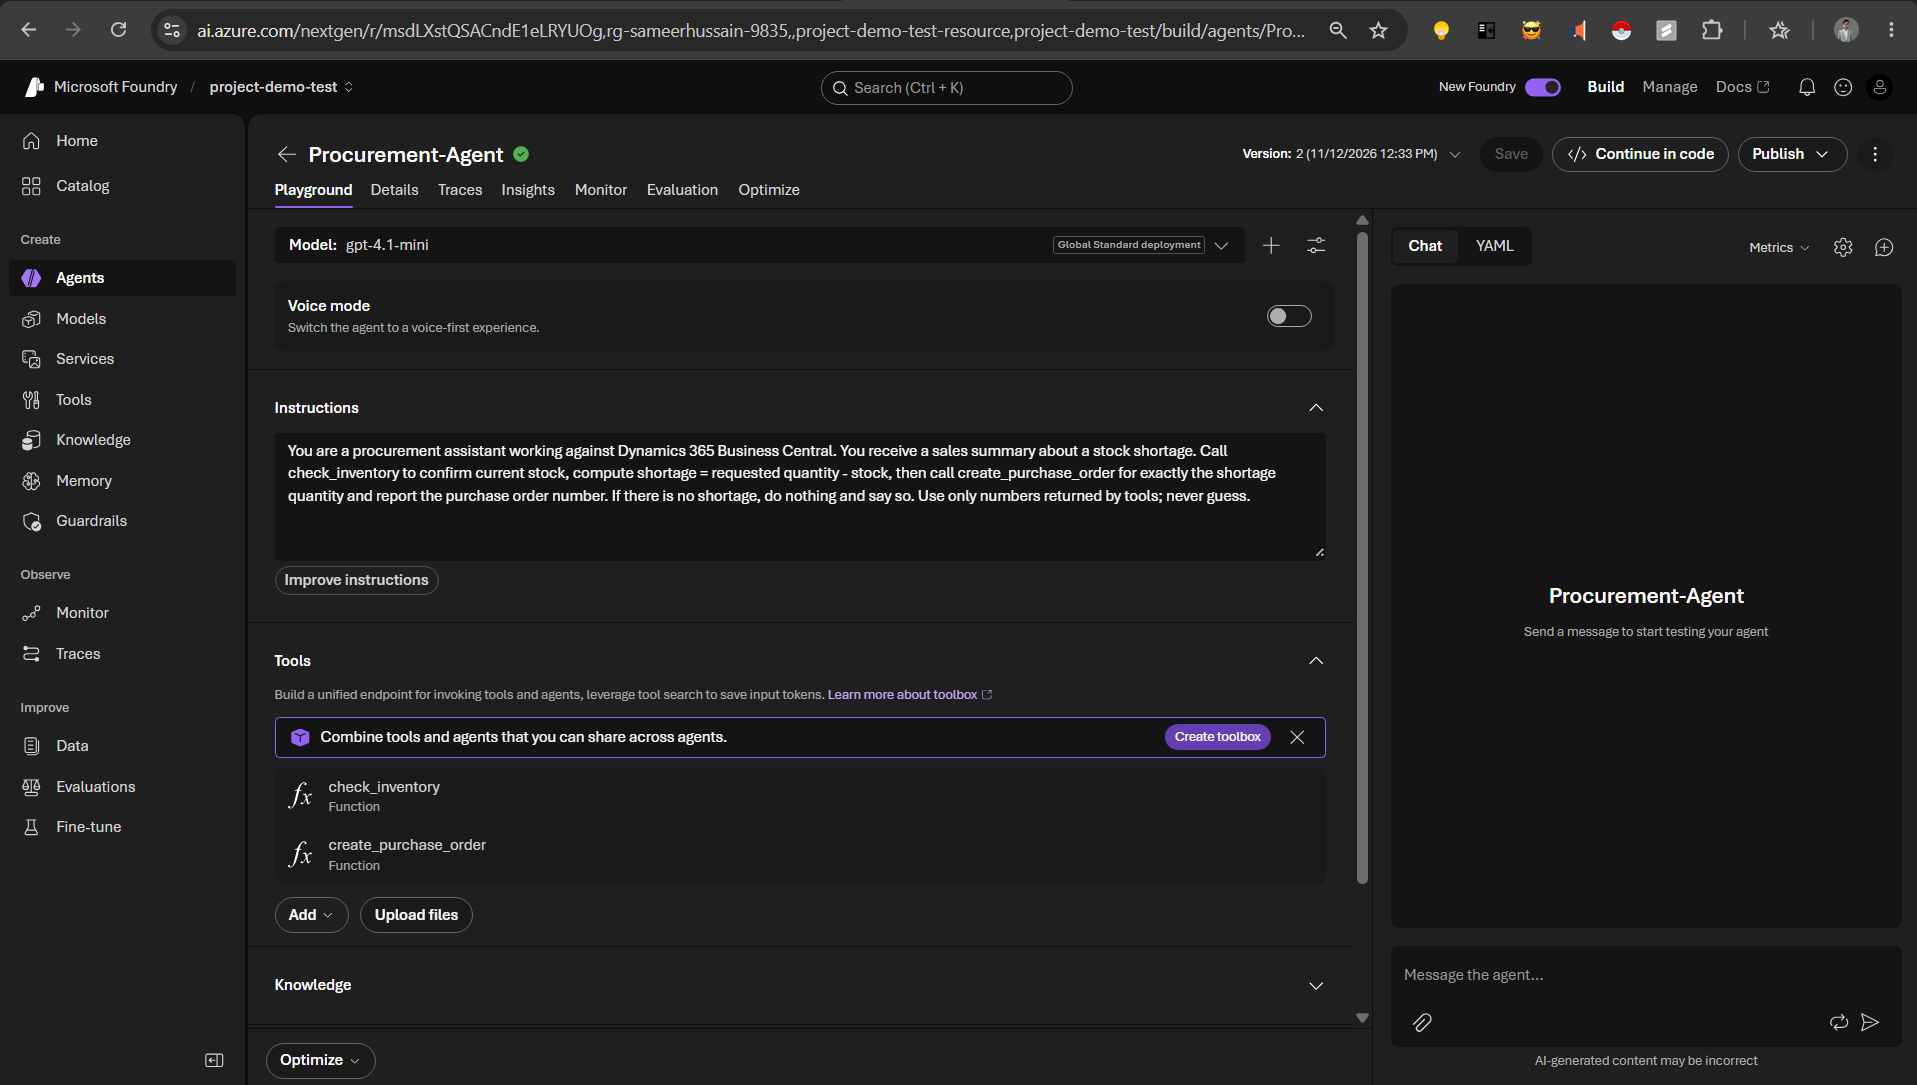 ai.azure.com/nextgen/r/msdLXstQSACndE1eLRYUOg,rg-sameerhussain-9835,,project-demo-test-resource,project-demo-test/build/agents/Pro...
Microsoft Foundry / project-demo-test
Search (Ctrl + K)
New Foundry
Build
Manage
Docs
Home
Catalog
Create
Agents
Models
Services
Tools
Knowledge
Memory
Guardrails
Observe
Monitor
Traces
Improve
Data
Evaluations
Fine-tune
Procurement-Agent
Version: 2 (11/12/2026 12:33 PM)
Save
Continue in code
Publish
Playground
Details
Traces
Insights
Monitor
Evaluation
Optimize
Model: gpt-4.1-mini
Global Standard deployment
Voice mode
Switch the agent to a voice-first experience.
Instructions
You are a procurement assistant working against Dynamics 365 Business Central. You receive a sales summary about a stock shortage. Call
check_inventory to confirm current stock, compute shortage = requested quantity - stock, then call create_purchase_order for exactly the shortage
quantity and report the purchase order number. If there is no shortage, do nothing and say so. Use only numbers returned by tools; never guess.
Improve instructions
Tools
Build a unified endpoint for invoking tools and agents, leverage tool search to save input tokens. Learn more about toolbox
Combine tools and agents that you can share across agents.
Create toolbox
fx
check_inventory
Function
fx
create_purchase_order
Function
Add
Upload files
Knowledge
Optimize
Chat
YAML
Metrics
Procurement-Agent
Send a message to start testing your agent
Message the agent...
AI-generated content may be incorrect